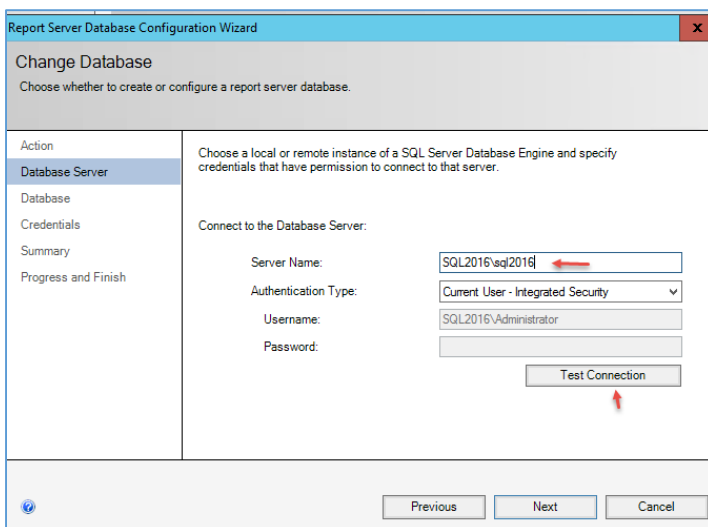 Report Server Database Configuration Wizard
x
Change Database
Choose whether to create or configure a report server database.
Action
Database Server
Database
Credentials
Summary
Progress and Finish
Choose a local or remote instance of a SQL Server Database Engine and specify
credentials that have permission to connect to that server.
Connect to the Database Server:
Server Name:
SQL2016\sql2016
Authentication Type:
Current User - Integrated Security
Username:
SQL2016\Administrator
Password:
Test Connection
?
Previous
Next
Cancel